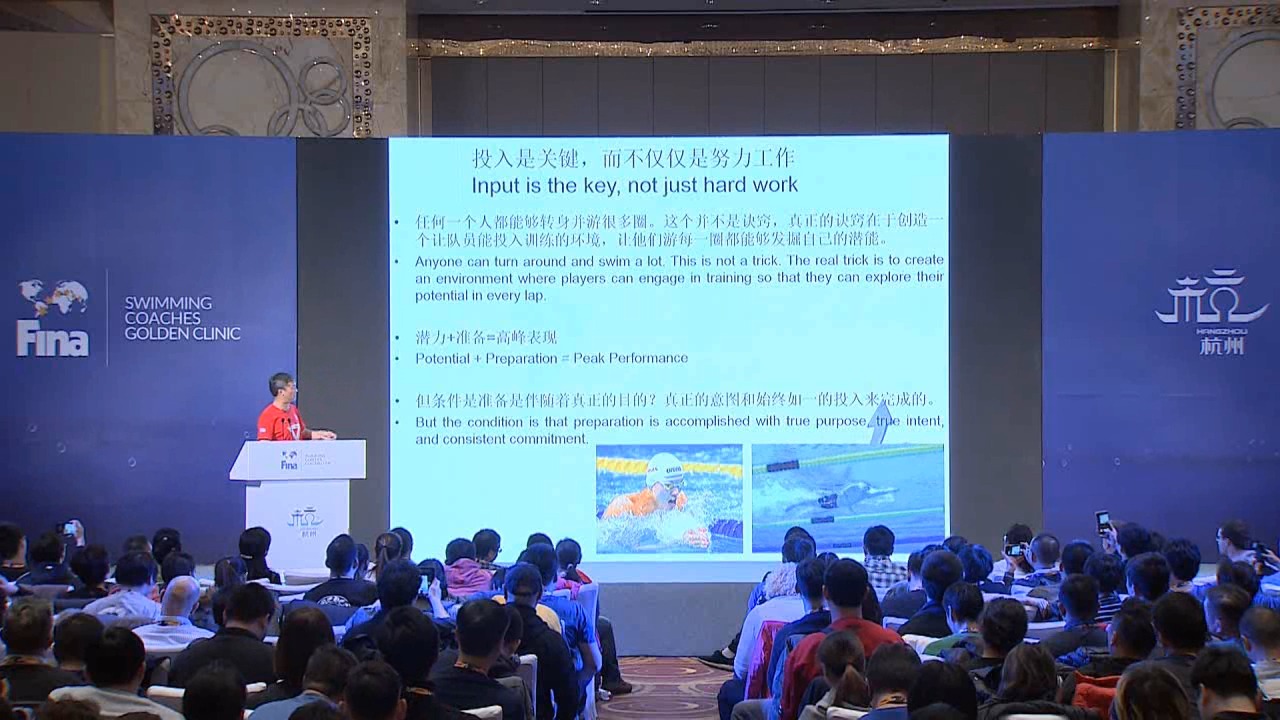 投入是关键，而不仅仅是努力工作
Input is the key, not just hard work
• 任何一个人都能够转身并游很多圈。这个并不是诀窍，真正的诀窍在于创造一
个让队员能投入训练的环境，让他们游每一圈都能够发掘自己的潜能。
• Anyone can turn around and swim a lot. This is not a trick. The real trick is to create
an environment where players can engage in training so that they can explore their
potential in every lap.
• 潜力+准备=高峰表现
• Potential + Preparation = Peak Performance
• 但条件是准备是伴随着真正的目的？真正的意图和始终如一的投入来完成的。
• But the condition is that preparation is accomplished with true purpose, true intent,
and consistent commitment.
Fina
SWIMMING
COACHES
GOLDEN CLINIC
HANGZHOU
杭州
Fina
杭州